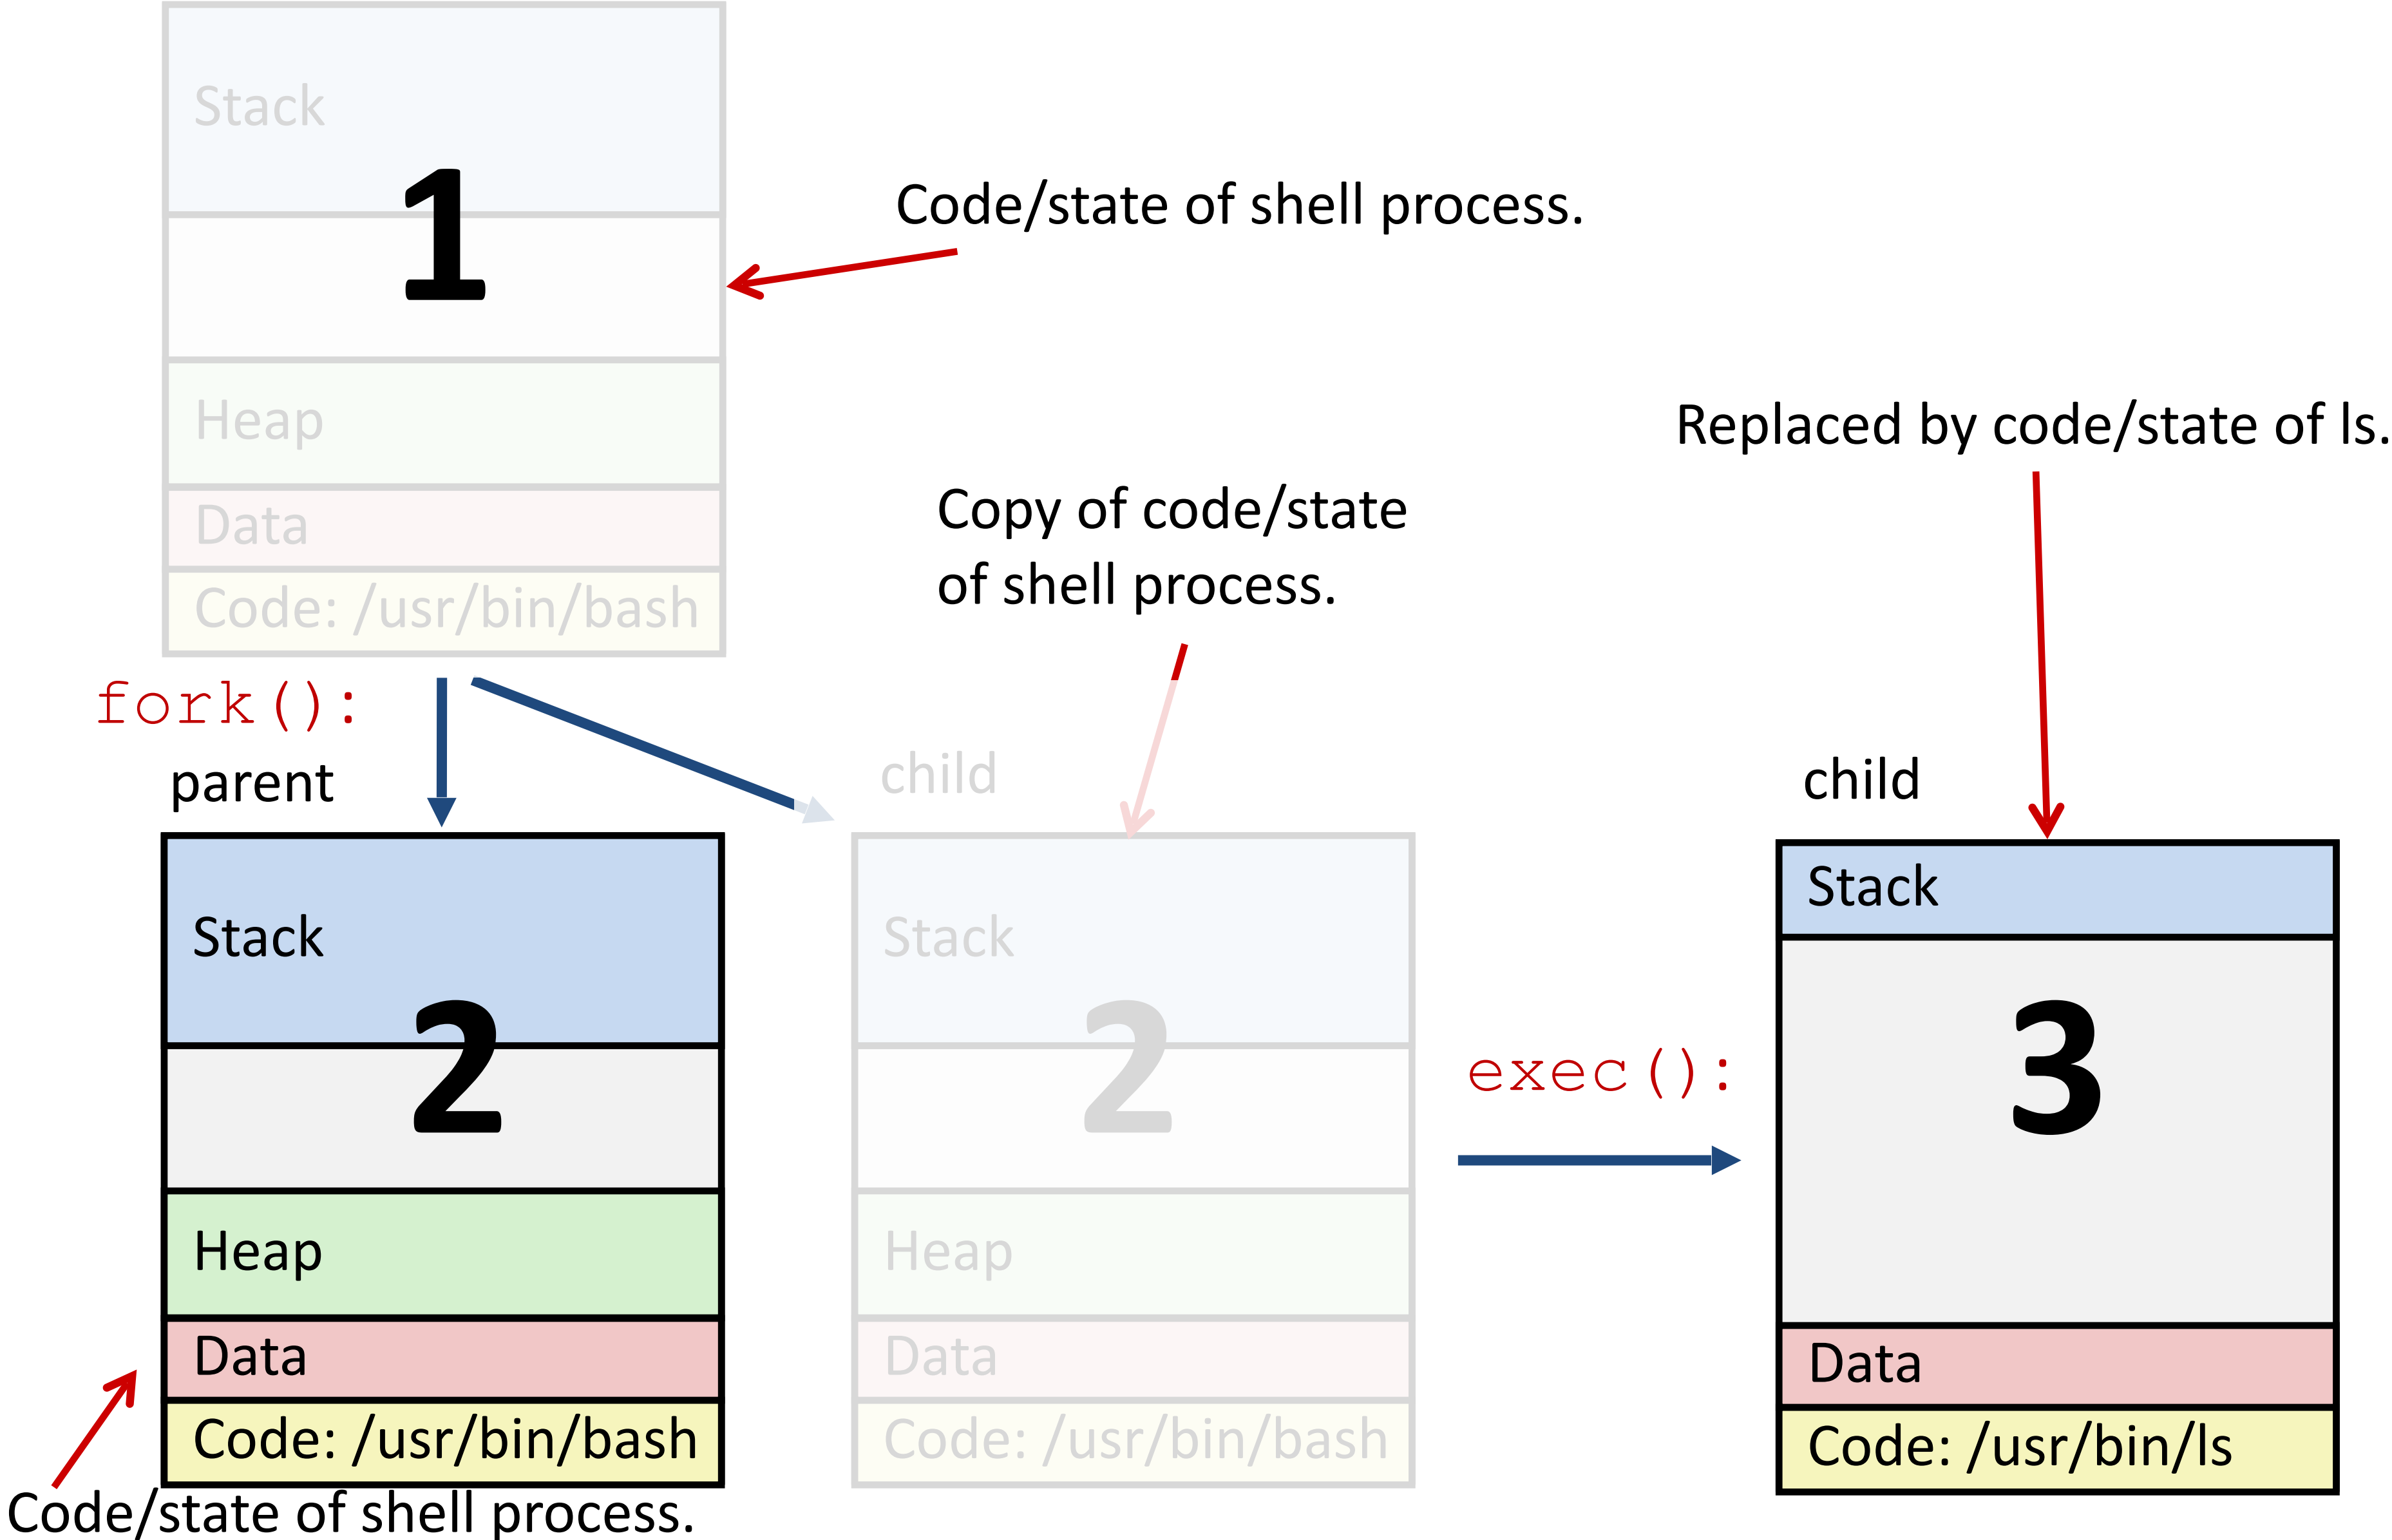 Stack
1
Code/state of shell process.
Heap
Data
Code: /usr/bin/bash
Copy of code/state
of shell process.
Replaced by code/state of ls.
fork():
parent
child
child
Stack
2
Heap
Data
Code: /usr/bin/bash
Code/state of shell process.
Stack
2
Heap
Data
Code: /usr/bin/bash
exec():
Stack
3
Data
Code: /usr/bin/ls